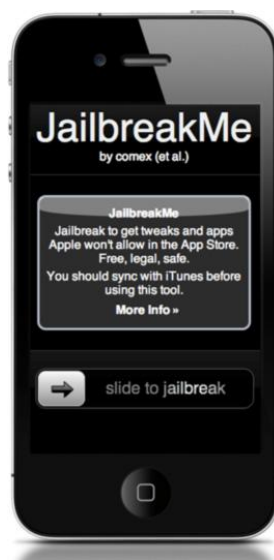 JailbreakMe
by comex (et al.)
JailbreakMe
Jailbreak to get tweaks and apps
Apple won't allow in the App Store.
Free, legal, safe.
You should sync with iTunes before
using this tool.
More Info »
slide to jailbreak